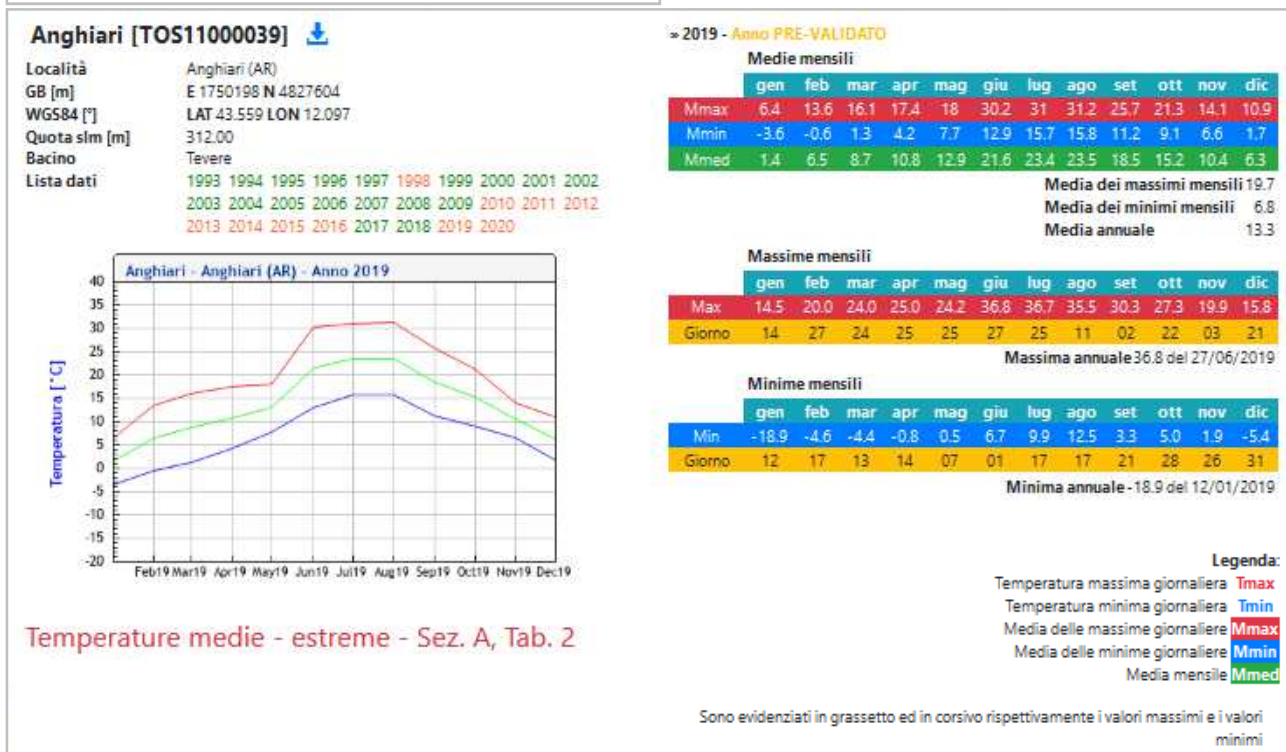 Anghiari [TOS11000039]
Località Anghiari (AR)
GB [m] E 1750198 N 4827604
WGS84 [°] LAT 43.559 LON 12.097
Quota slm [m] 312.00
Bacino Tevere
Lista dati 1993 1994 1995 1996 1997 1998 1999 2000 2001 2002
2003 2004 2005 2006 2007 2008 2009 2010 2011 2012
2013 2014 2015 2016 2017 2018 2019 2020
Anghiari - Anghiari (AR) - Anno 2019
Temperatura [°C]
40
35
30
25
20
15
10
5
0
-5
-10
-15
-20
Feb19 Mar19 Apr19 May19 Jun19 Jul19 Aug19 Sep19 Oct19 Nov19 Dec19
Temperature medie - estreme - Sez. A, Tab. 2
» 2019 - Anno PRE-VALIDATO
Medie mensili
gen feb mar apr mag giu lug ago set ott nov dic
Mmax 6.4 13.6 16.1 17.4 18 30.2 31 31.2 25.7 21.3 14.1 10.9
Mmin -3.6 -0.6 1.3 4.2 7.7 12.9 15.7 15.8 11.2 9.1 6.6 1.7
Mmed 1.4 6.5 8.7 10.8 12.9 21.6 23.4 23.5 18.5 15.2 10.4 6.3
Media dei massimi mensili 19.7
Media dei minimi mensili 6.8
Media annuale 13.3
Massime mensili
gen feb mar apr mag giu lug ago set ott nov dic
Max 14.5 20.0 24.0 25.0 24.2 36.8 36.7 35.5 30.3 27.3 19.9 15.8
Giorno 14 27 24 25 25 27 25 11 02 22 03 21
Massima annuale 36.8 del 27/06/2019
Minime mensili
gen feb mar apr mag giu lug ago set ott nov dic
Min -18.9 -4.6 -4.4 -0.8 0.5 6.7 9.9 12.5 3.3 5.0 1.9 -5.4
Giorno 12 17 13 14 07 01 17 17 21 28 26 31
Minima annuale -18.9 del 12/01/2019
Legenda:
Temperatura massima giornaliera Tmax
Temperatura minima giornaliera Tmin
Media delle massime giornaliere Mmax
Media delle minime giornaliere Mmin
Media mensile Mmed
Sono evidenziati in grassetto ed in corsivo rispettivamente i valori massimi e i valori
minimi